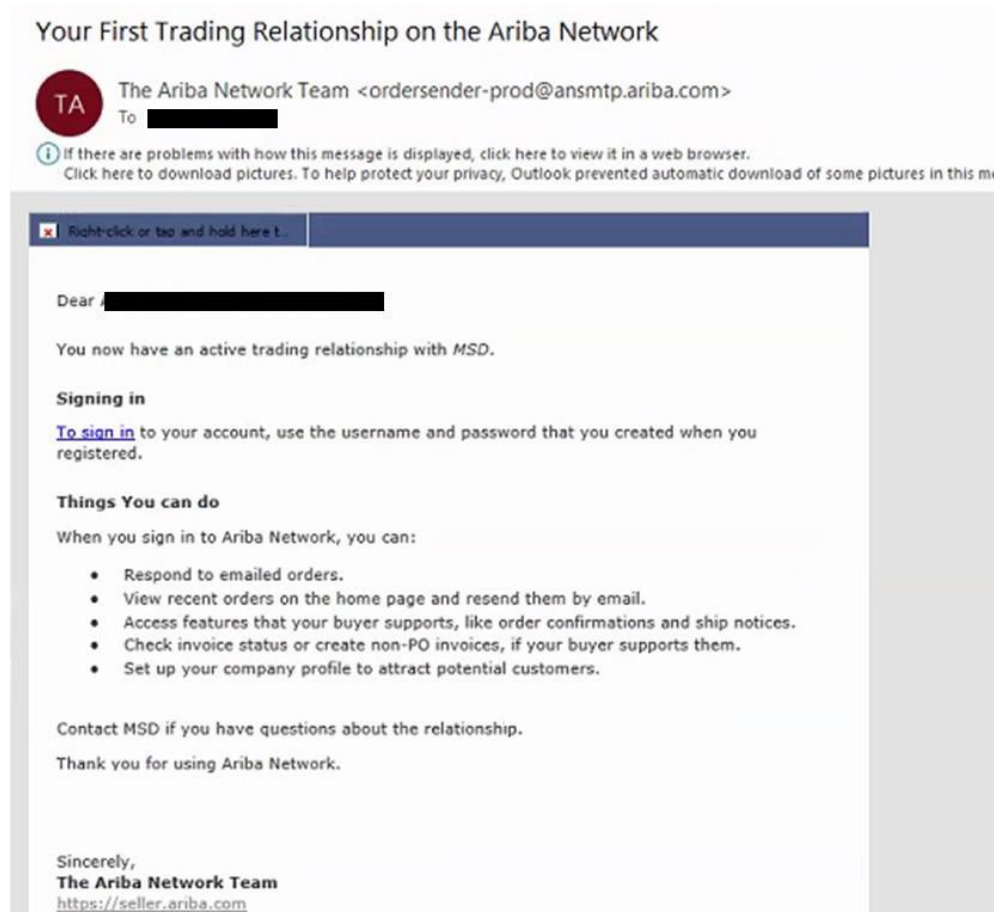 Your First Trading Relationship on the Ariba Network
TA
The Ariba Network Team <ordersender-prod@ansmtp.ariba.com>
To
If there are problems with how this message is displayed, click here to view it in a web browser.
Click here to download pictures. To help protect your privacy, Outlook prevented automatic download of some pictures in this
Right-click or tap and hold here t...
Dear
You now have an active trading relationship with MSD.
Signing in
To sign in to your account, use the username and password that you created when you
registered.
Things You can do
When you sign in to Ariba Network, you can:
• Respond to emailed orders.
• View recent orders on the home page and resend them by email.
• Access features that your buyer supports, like order confirmations and ship notices.
• Check invoice status or create non-PO invoices, if your buyer supports them.
• Set up your company profile to attract potential customers.
Contact MSD if you have questions about the relationship.
Thank you for using Ariba Network.
Sincerely,
The Ariba Network Team
https://seller.ariba.com